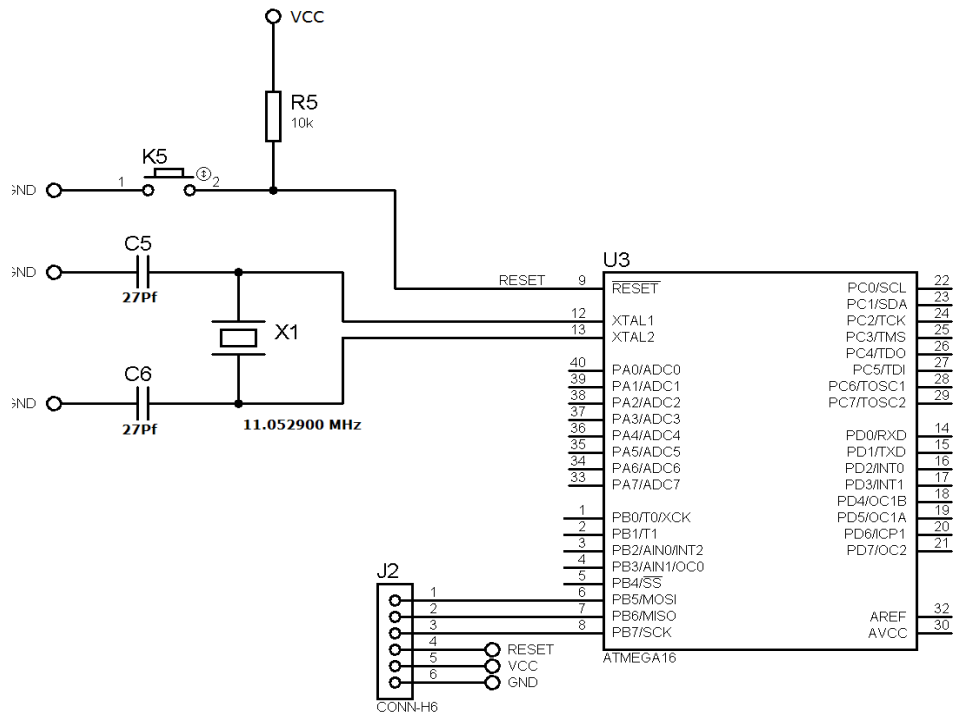 VCC
R5
10k
K5
GND
1
2
C5
GND
27Pf
X1
C6
GND
27Pf
11.052900 MHz
U3
RESET 9 RESET
12 XTAL1
13 XTAL2
40 PA0/ADC0
39 PA1/ADC1
38 PA2/ADC2
37 PA3/ADC3
36 PA4/ADC4
35 PA5/ADC5
34 PA6/ADC6
33 PA7/ADC7
1 PB0/T0/XCK
2 PB1/T1
3 PB2/AIN0/INT2
4 PB3/AIN1/OC0
5 PB4/SS
6 PB5/MOSI
7 PB6/MISO
8 PB7/SCK
PC0/SCL 22
PC1/SDA 23
PC2/TCK 24
PC3/TMS 25
PC4/TDO 26
PC5/TDI 27
PC6/TOSC1 28
PC7/TOSC2 29
PD0/RXD 14
PD1/TXD 15
PD2/INT0 16
PD3/INT1 17
PD4/OC1B 18
PD5/OC1A 19
PD6/ICP1 20
PD7/OC2 21
AREF 32
AVCC 30
ATMEGA16
J2
1
2
3
4 RESET
5 VCC
6 GND
CONN-H6